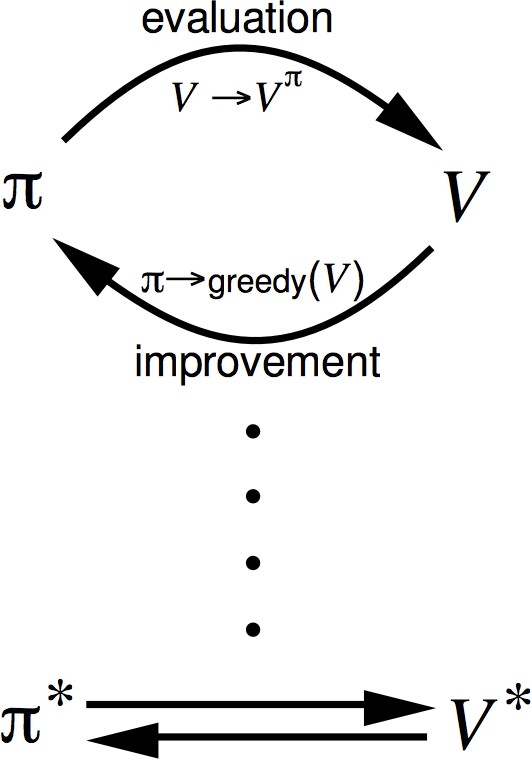 evaluation
V → V^π
π V
π → greedy(V)
improvement
π* V*